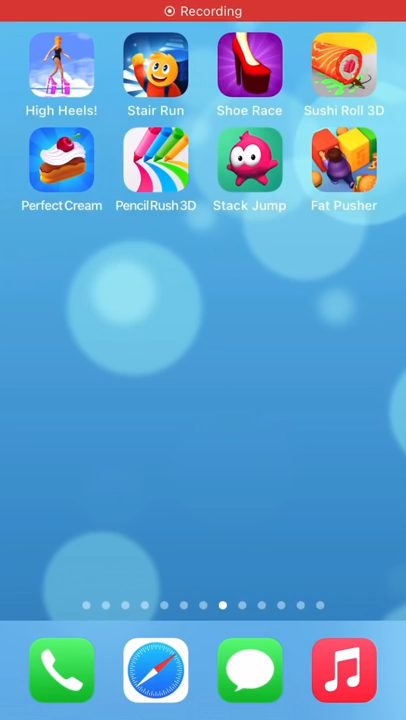 Recording
High Heels!
Stair Run
Shoe Race
Sushi Roll 3D
Perfect Cream
Pencil Rush 3D
Stack Jump
Fat Pusher